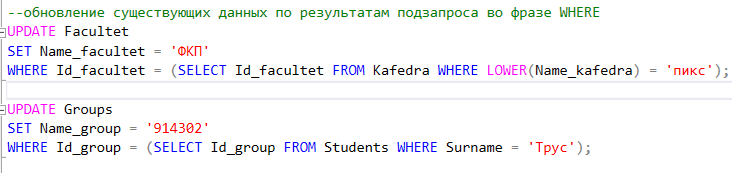 --обновление существующих данных по результатам подзапроса во фразе WHERE
UPDATE Facultet
SET Name_facultet = 'ФКП'
WHERE Id_facultet = (SELECT Id_facultet FROM Kafedra WHERE LOWER(Name_kafedra) = 'пикс');
UPDATE Groups
SET Name_group = '914302'
WHERE Id_group = (SELECT Id_group FROM Students WHERE Surname = 'Трус');